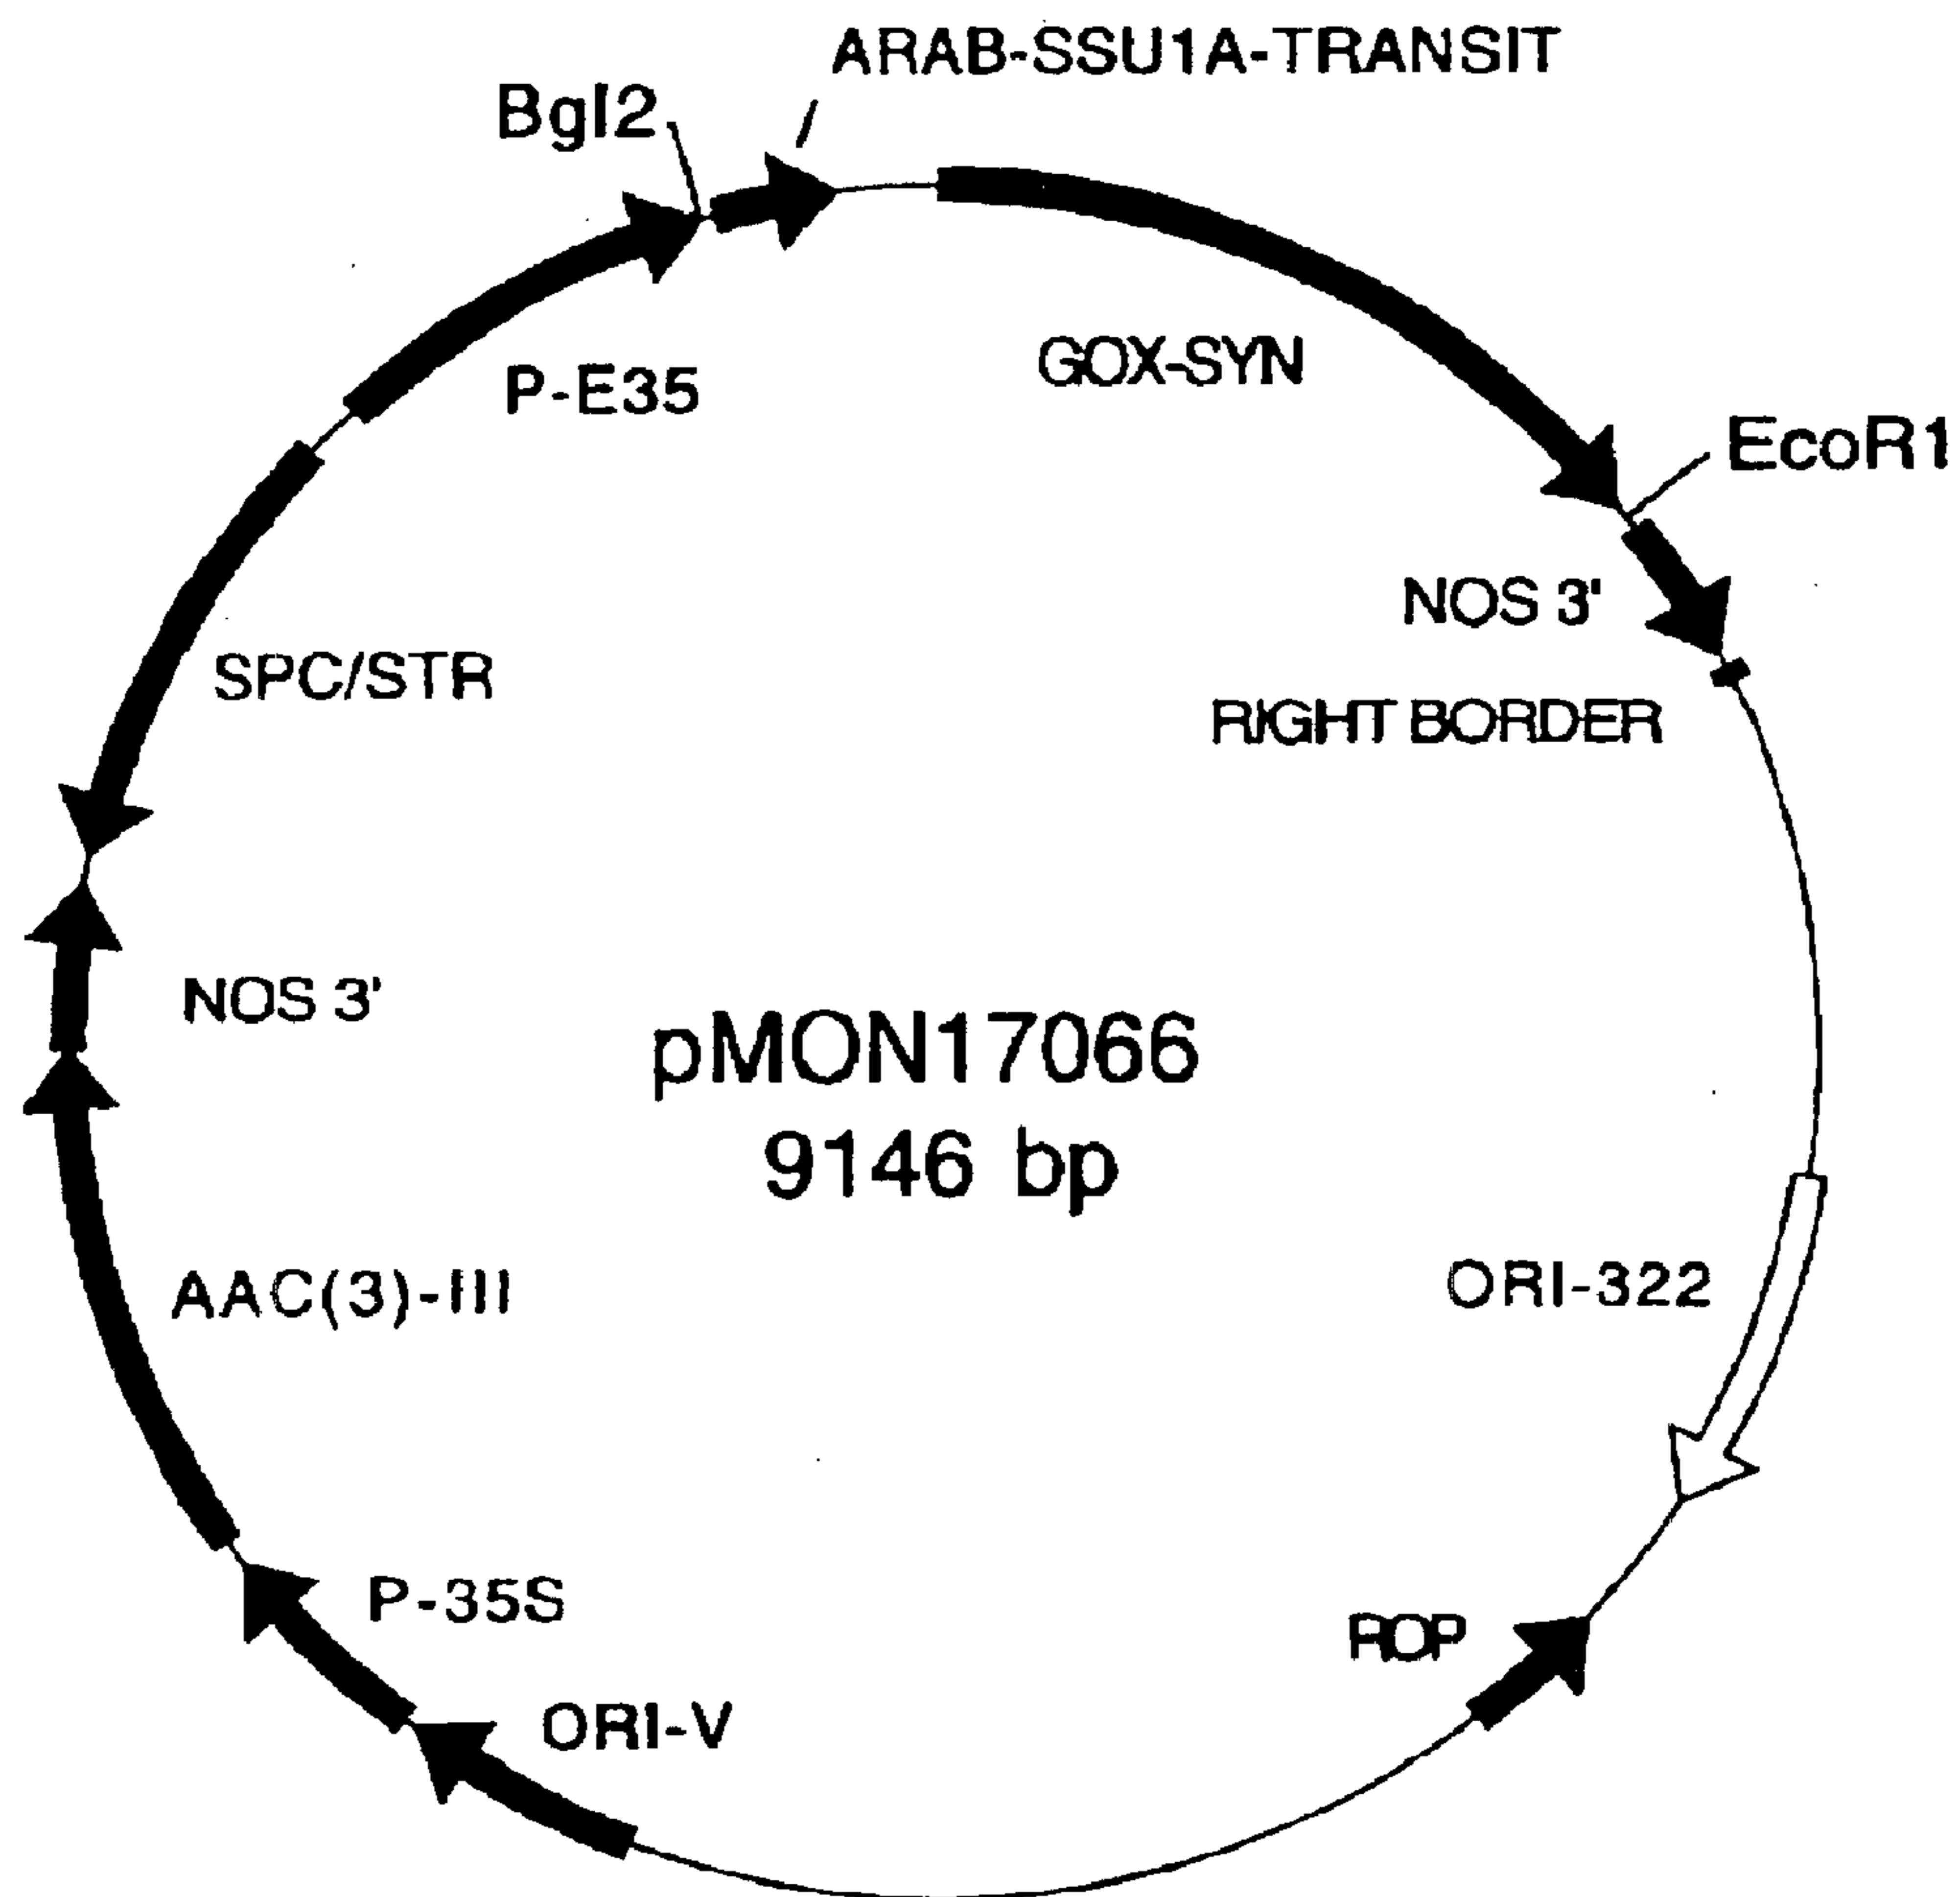 ARAB-SSU1A-TRANSIT
Bgl2
P-E35
GOX-SYN
EcoR1
NOS 3'
RIGHT BORDER
SPC/STR
NOS 3'
pMON17066
9146 bp
AAC(3)-III
ORI-322
P-35S
ROP
ORI-V